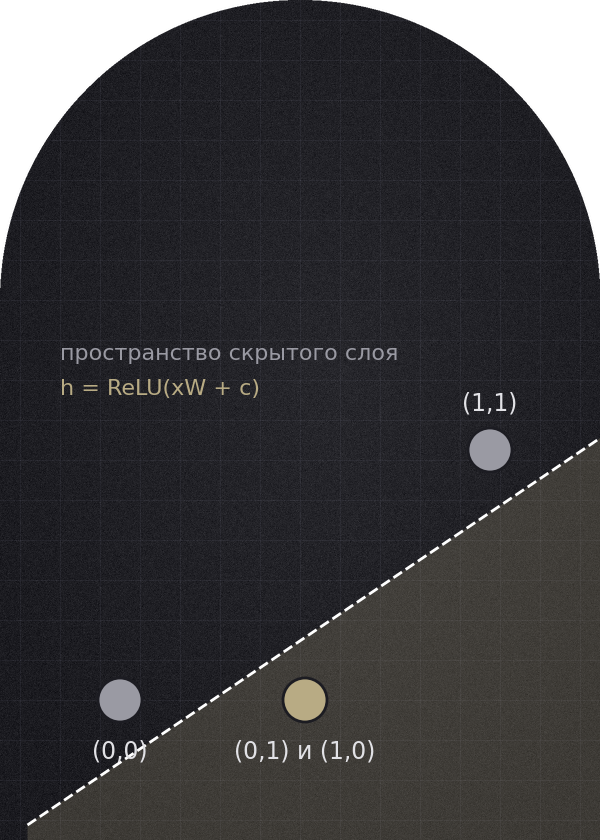 пространство скрытого слоя
h = ReLU(xW + c)
(1,1)
(0,0)
(0,1) и (1,0)